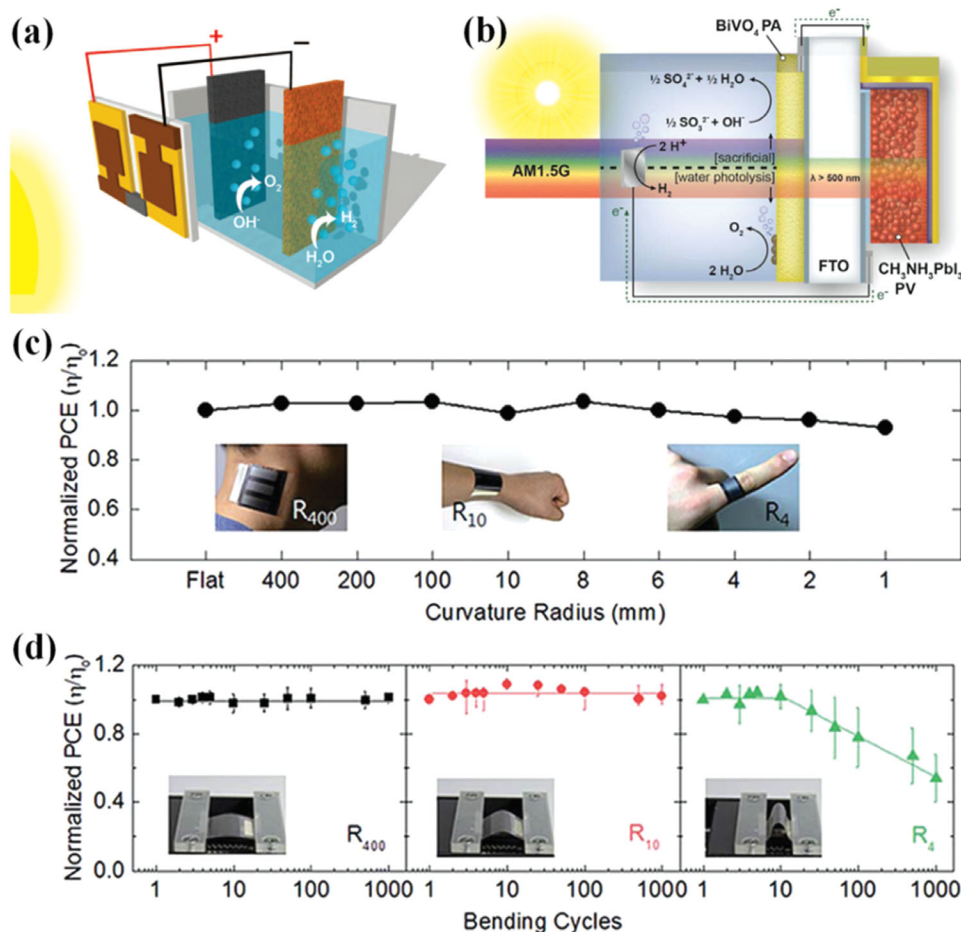 (a)
+
−
O₂
OH⁻
H₂
H₂O
(b)
e⁻
BiVO₄ PA
½ SO₄²⁻ + ½ H₂O
½ SO₃²⁻ + OH⁻
2 H⁺
[sacrificial]
AM1.5G
[water photolysis]
λ > 500 nm
H₂
e⁻
O₂
2 H₂O
FTO
CH₃NH₃PbI₃
PV
e⁻
(c)
Normalized PCE (η/ηₒ)
1.2
1.0
0.8
0.6
0.4
R₄₀₀
R₁₀
R₄
Flat 400 200 100 10 8 6 4 2 1
Curvature Radius (mm)
(d)
Normalized PCE (η/ηₒ)
1.2
0.8
0.4
0.0
R₄₀₀
R₁₀
R₄
1 10 100 1000 1 10 100 1000 1 10 100 1000
Bending Cycles